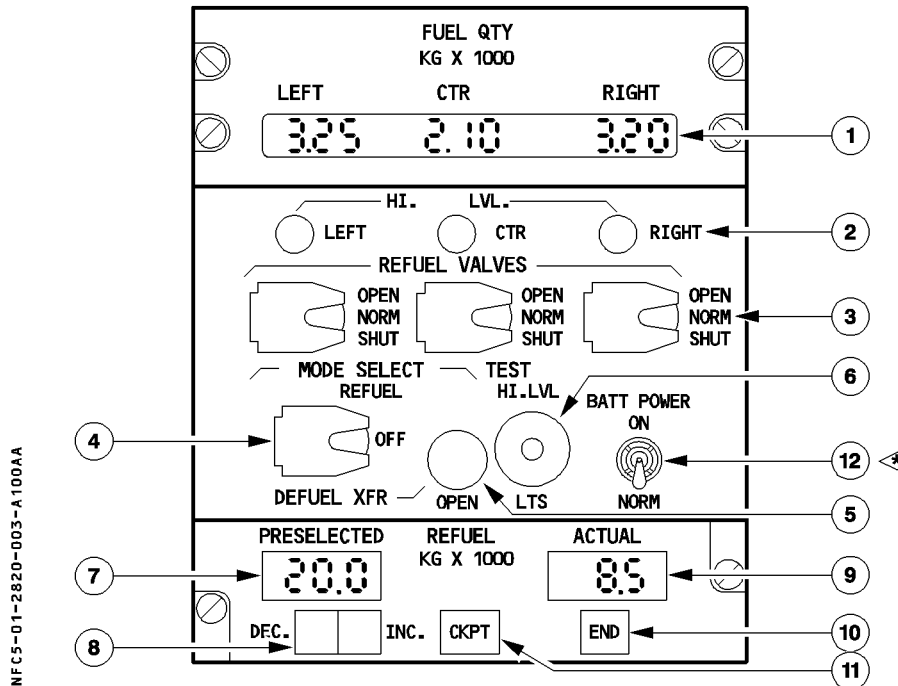 FUEL QTY
KG X 1000
LEFT CTR RIGHT
3.25 2.10 3.20
1
HI. LVL.
LEFT CTR RIGHT
2
REFUEL VALVES
OPEN OPEN OPEN
NORM NORM NORM
3
SHUT SHUT SHUT
MODE SELECT TEST
REFUEL HI.LVL
6
BATT POWER
ON
4
OFF
12
*
DEFUEL XFR OPEN LTS NORM
5
PRESELECTED REFUEL ACTUAL
KG X 1000
7
20.0 8.5
9
DEC. INC. CKPT END
8
10
11
NFC5-01-2820-003-A100AA